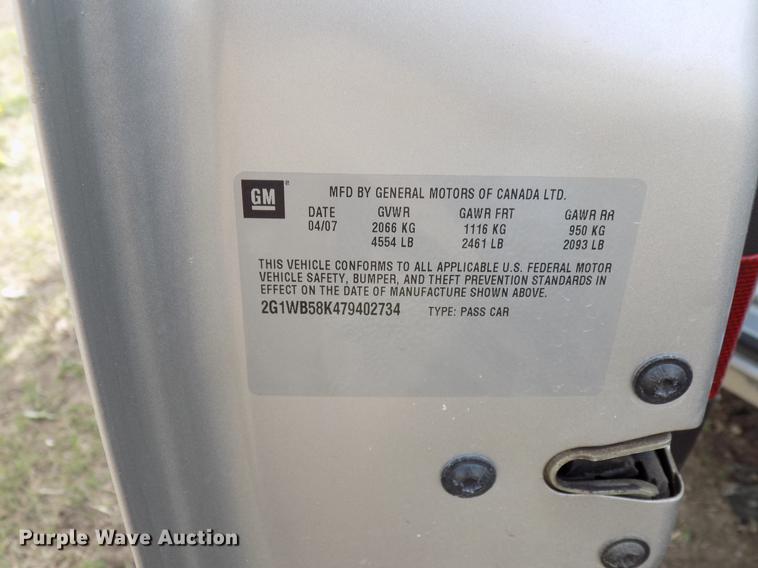 GM
MFD BY GENERAL MOTORS OF CANADA LTD.
DATE GVWR GAWR FRT GAWR RR
04/07 2066 KG 1116 KG 950 KG
4554 LB 2461 LB 2093 LB
THIS VEHICLE CONFORMS TO ALL APPLICABLE U.S. FEDERAL MOTOR
VEHICLE SAFETY, BUMPER, AND THEFT PREVENTION STANDARDS IN
EFFECT ON THE DATE OF MANUFACTURE SHOWN ABOVE.
2G1WB58K479402734 TYPE: PASS CAR
Purple Wave Auction